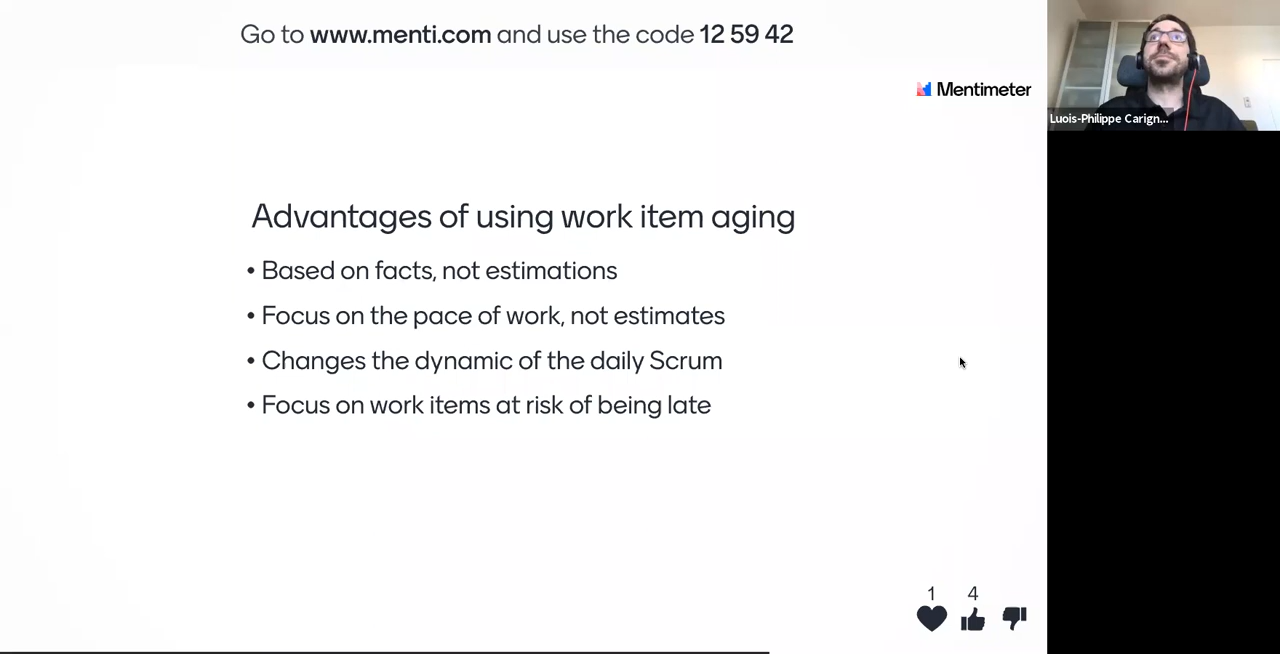 Go to www.menti.com and use the code 12 59 42
Mentimeter
Luois-Philippe Carign...
Advantages of using work item aging
• Based on facts, not estimations
• Focus on the pace of work, not estimates
• Changes the dynamic of the daily Scrum
• Focus on work items at risk of being late
1 4